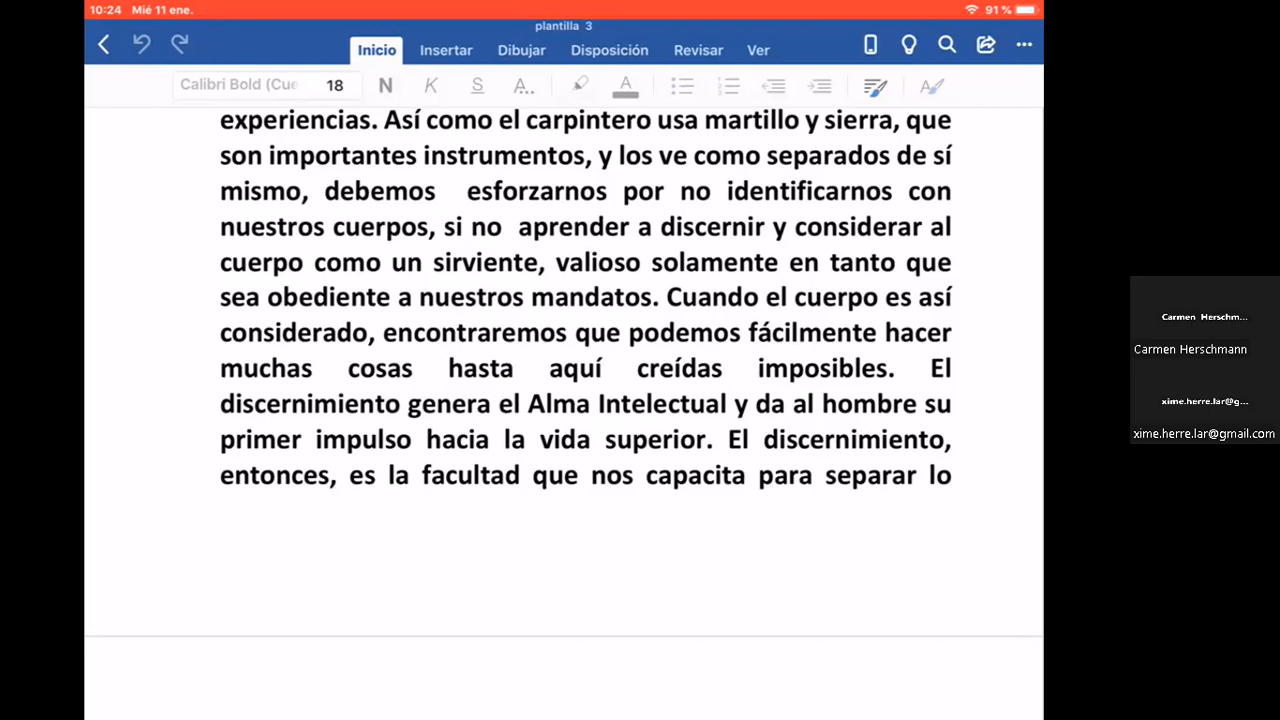 10:24 Mié 11 ene. 91 %
plantilla 3
Inicio Insertar Dibujar Disposición Revisar Ver
Calibri Bold (Cue 18 N K S A... A
experiencias. Así como el carpintero usa martillo y sierra, que
son importantes instrumentos, y los ve como separados de sí
mismo, debemos esforzarnos por no identificarnos con
nuestros cuerpos, si no aprender a discernir y considerar al
cuerpo como un sirviente, valioso solamente en tanto que
sea obediente a nuestros mandatos. Cuando el cuerpo es así
considerado, encontraremos que podemos fácilmente hacer
muchas cosas hasta aquí creídas imposibles. El
discernimiento genera el Alma Intelectual y da al hombre su
primer impulso hacia la vida superior. El discernimiento,
entonces, es la facultad que nos capacita para separar lo
Carmen Herschm...
Carmen Herschmann
xime.herre.lar@g...
xime.herre.lar@gmail.com